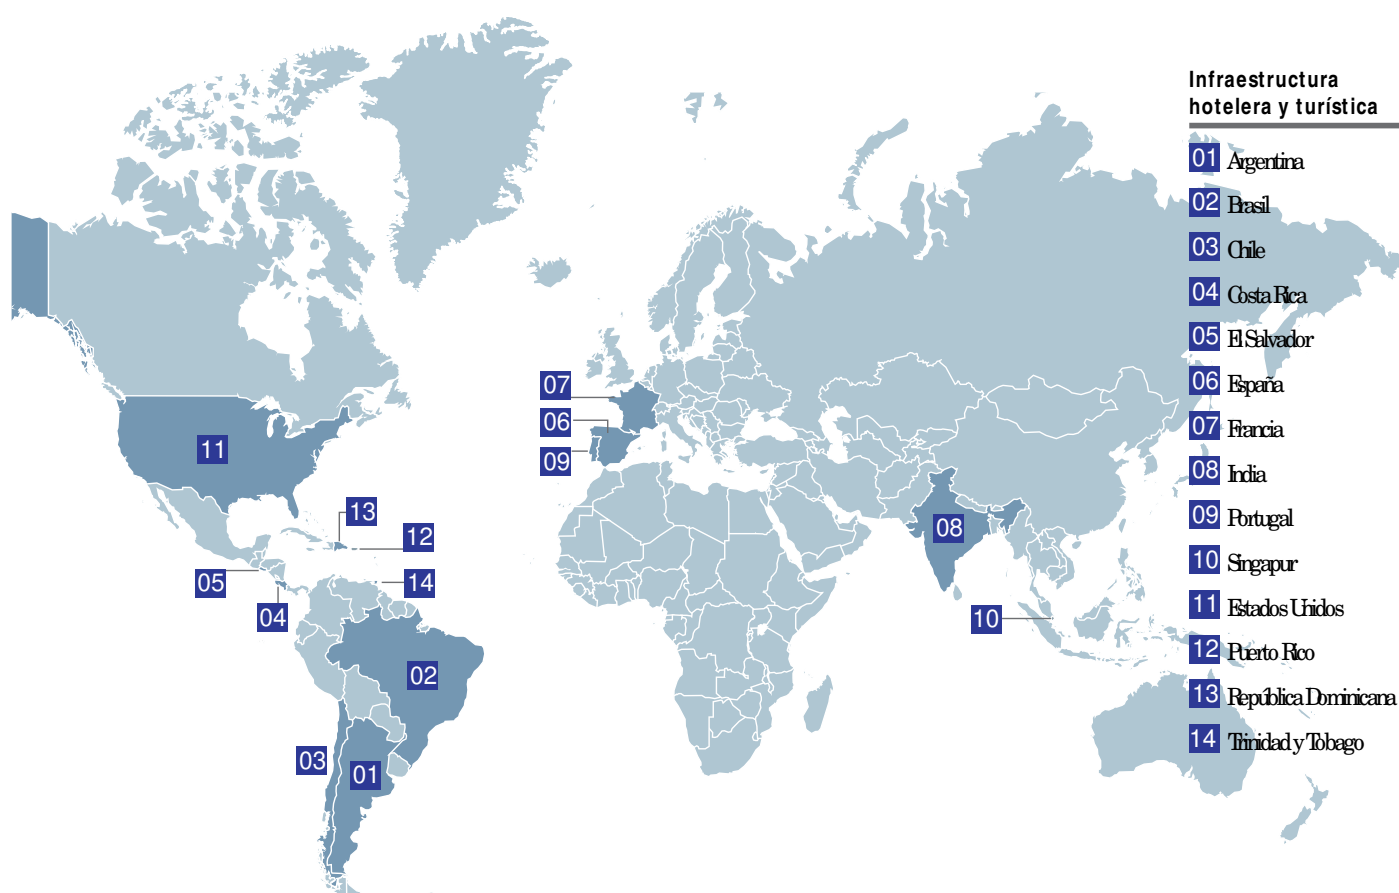 Infraestructura
hotelera y turística
01 Argentina
02 Brasil
03 Chile
04 Costa Rica
05 El Salvador
06 España
07 Francia
08 India
09 Portugal
10 Singapur
11 Estados Unidos
12 Puerto Rico
13 República Dominicana
14 Trinidad y Tobago
07
06
09
11
13
12
08
05
14
04
10
02
03
01